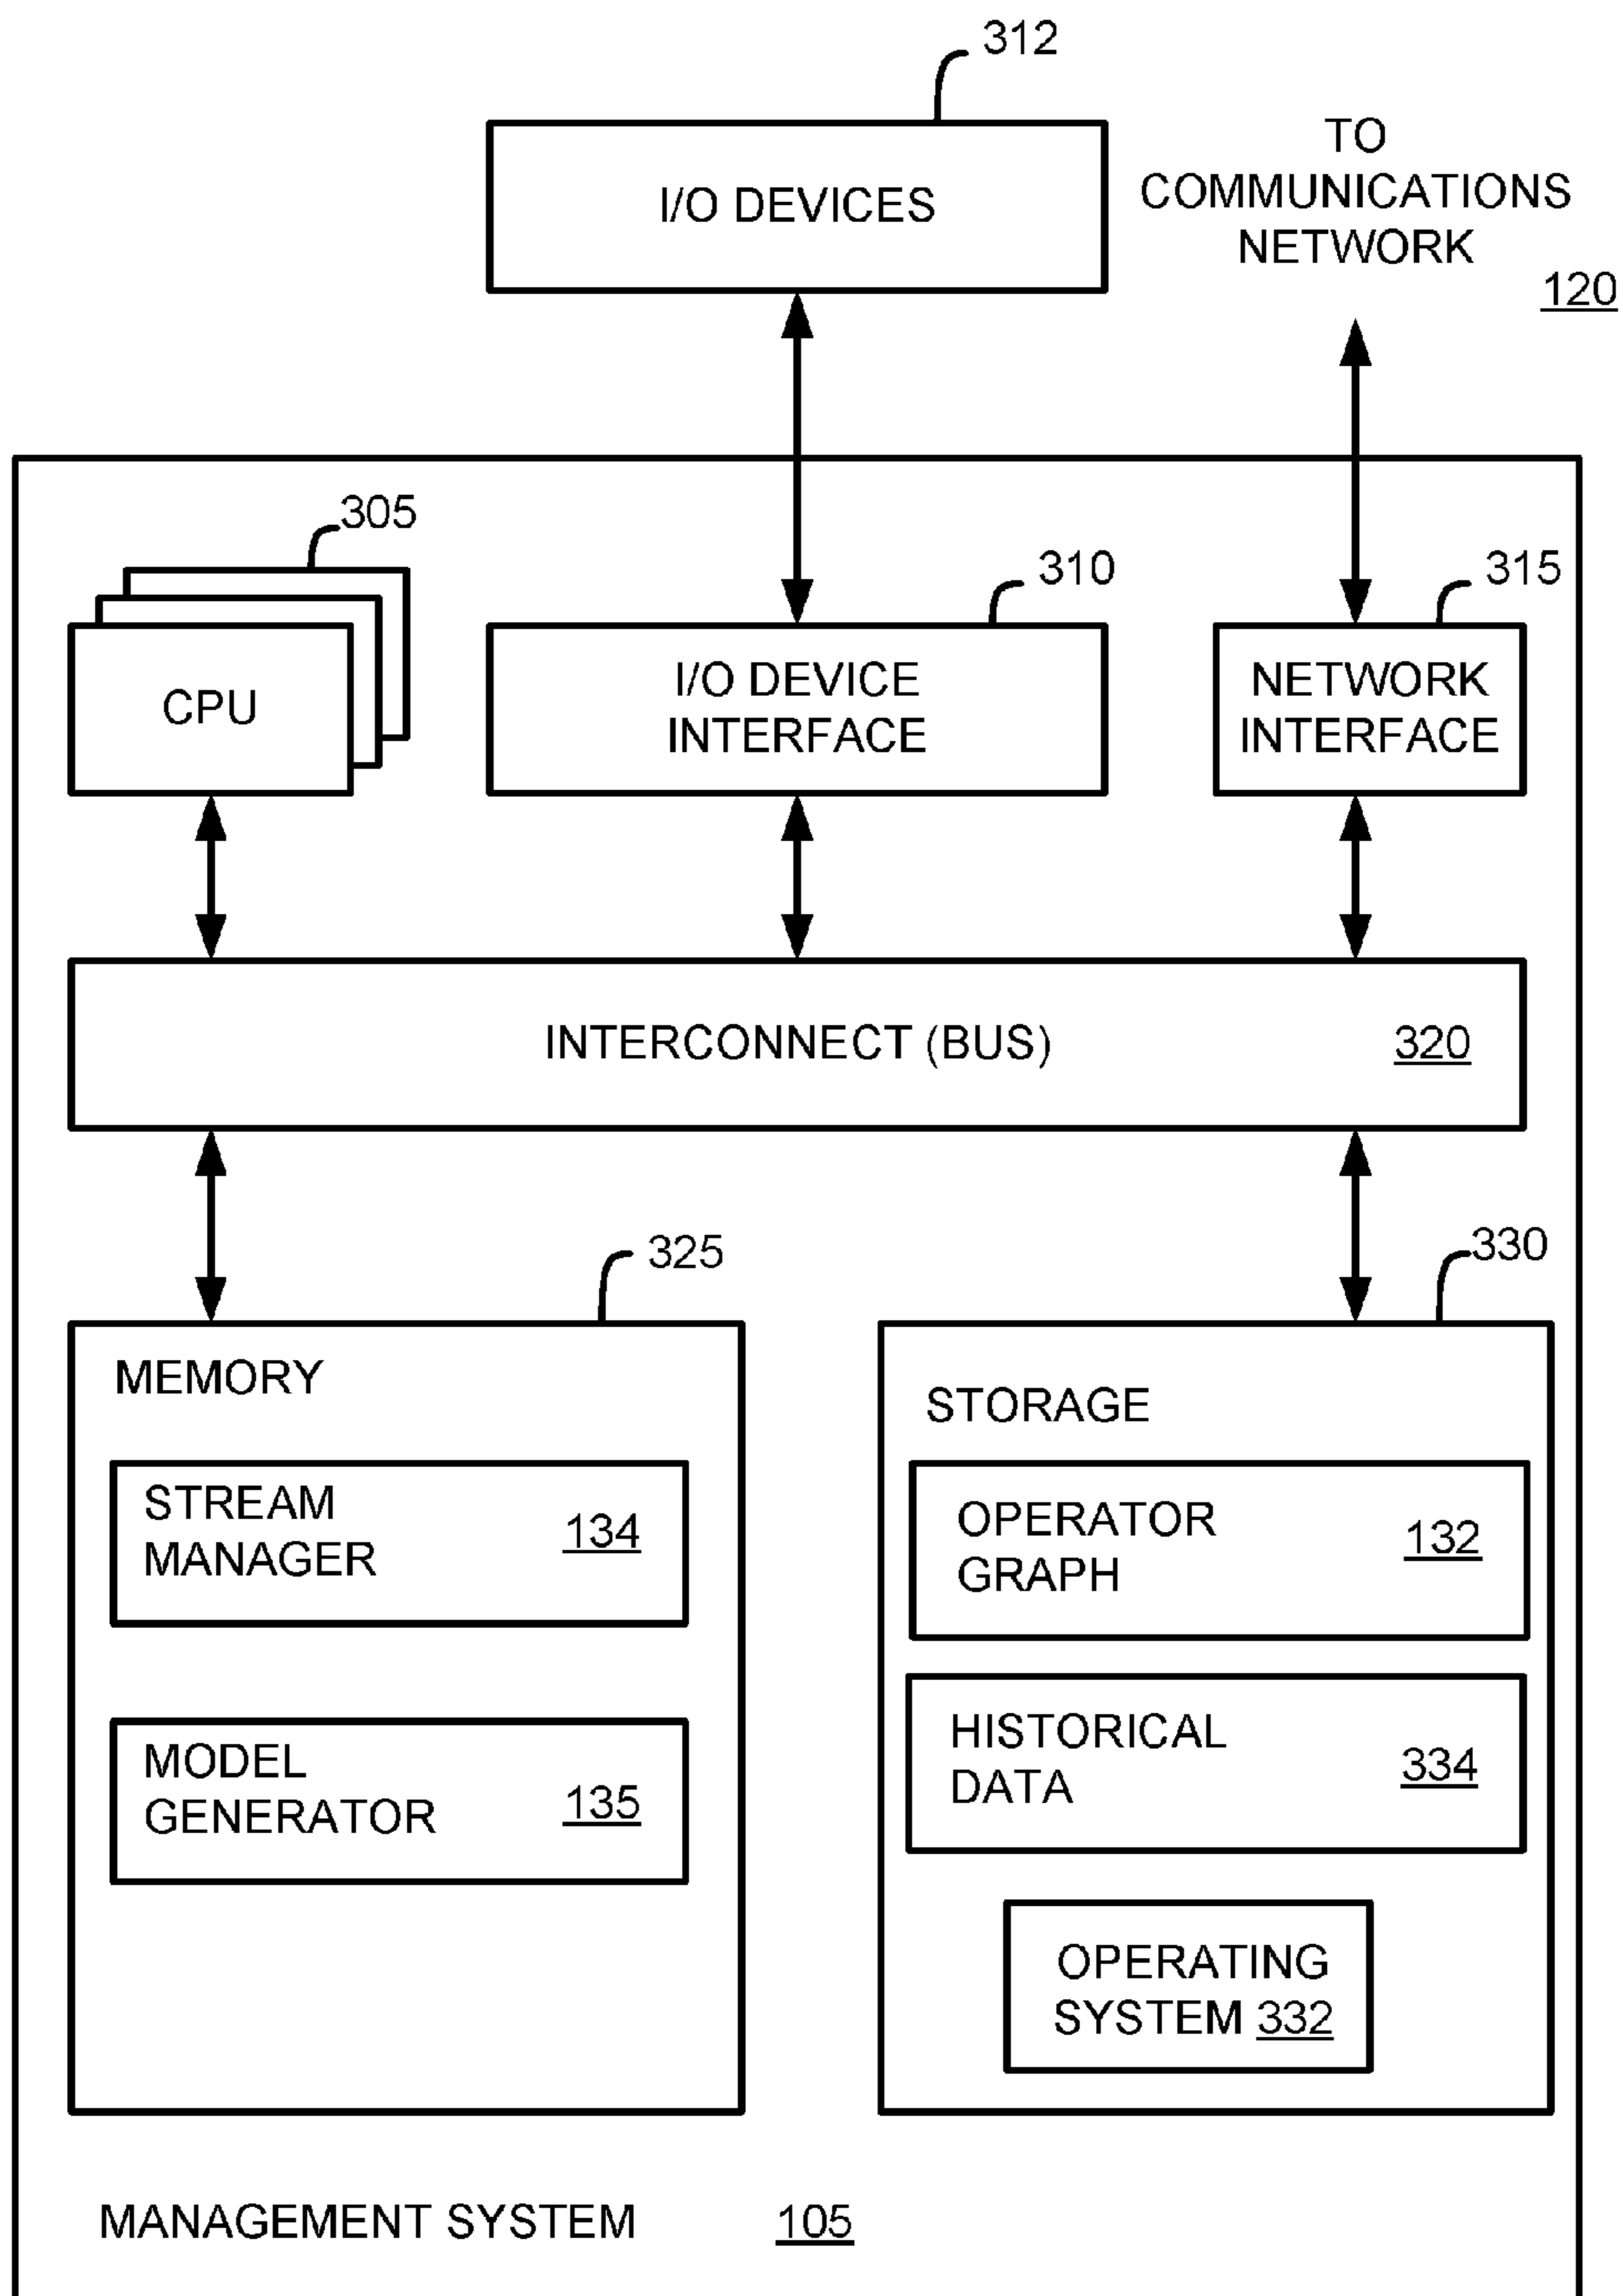 312
I/O DEVICES
TO
COMMUNICATIONS
NETWORK
120
305
CPU
310
I/O DEVICE
INTERFACE
315
NETWORK
INTERFACE
INTERCONNECT (BUS) 320
325
MEMORY
STREAM
MANAGER 134
MODEL
GENERATOR 135
330
STORAGE
OPERATOR
GRAPH 132
HISTORICAL
DATA 334
OPERATING
SYSTEM 332
MANAGEMENT SYSTEM 105